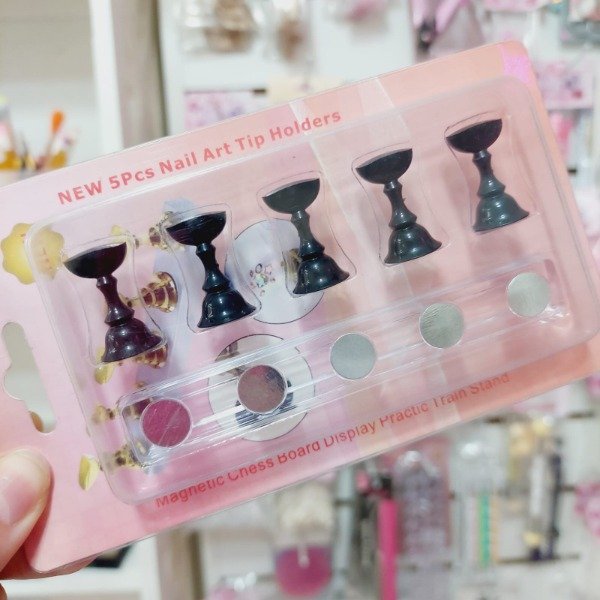 NEW 5Pcs Nail Art Tip Holders
Magnetic Chess Board Display Practic Train Stand